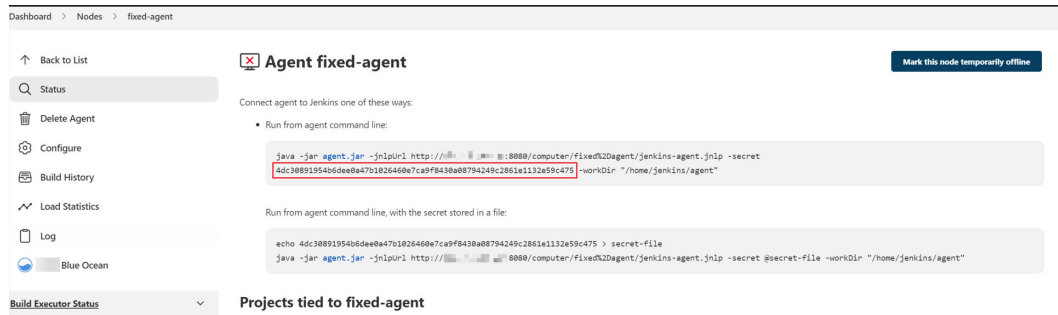 Dashboard > Nodes > fixed-agent
Back to List
Status
Delete Agent
Configure
Build History
Load Statistics
Log
Blue Ocean
Build Executor Status
Agent fixed-agent
Mark this node temporarily offline
Connect agent to Jenkins one of these ways:
• Run from agent command line:
java -jar agent.jar -jnlpUrl http:// :8080/computer/fixed%2Dagent/jenkins-agent.jnlp -secret
4dc30891954b6dee0a47b1026460e7ca9f8430a08794249c2861e1132e59c475 -workDir "/home/jenkins/agent"
Run from agent command line, with the secret stored in a file:
echo 4dc30891954b6dee0a47b1026460e7ca9f8430a08794249c2861e1132e59c475 > secret-file
java -jar agent.jar -jnlpUrl http:// 8080/computer/fixed%2Dagent/jenkins-agent.jnlp -secret @secret-file -workDir "/home/jenkins/agent"
Projects tied to fixed-agent